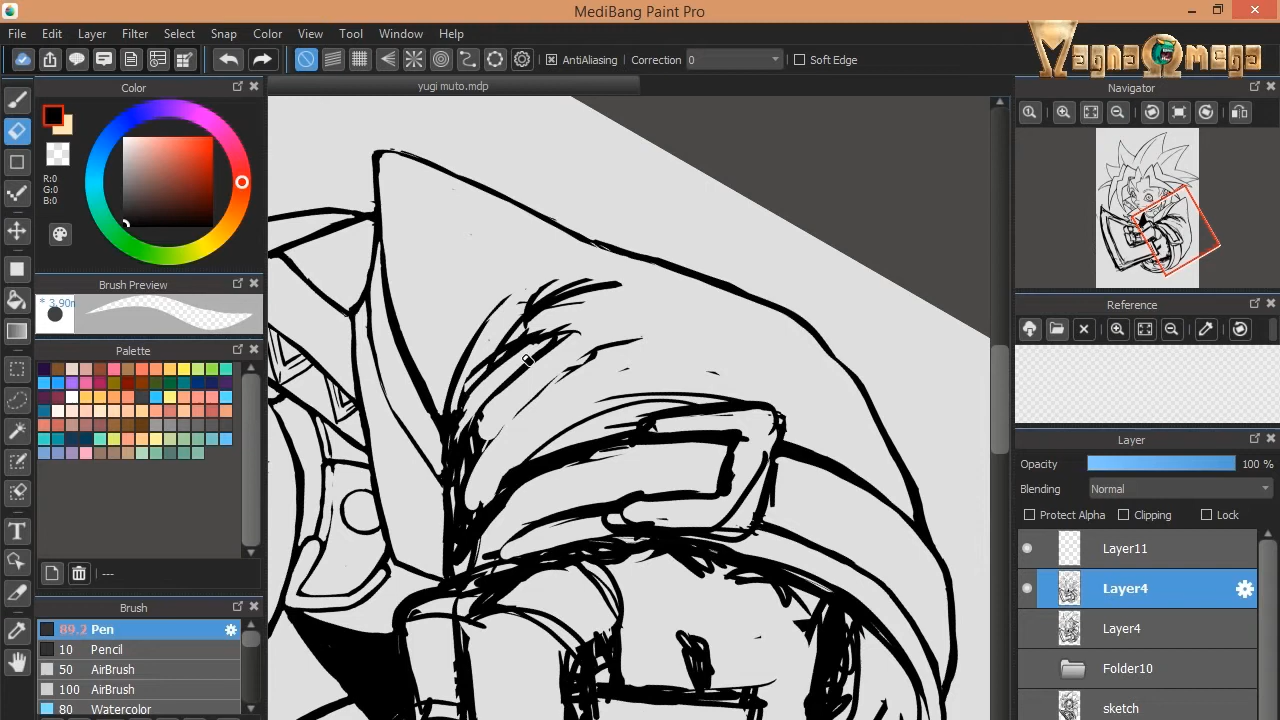 MediBang Paint Pro
File Edit Layer Filter Select Snap Color View Tool Window Help
MagnaOmega
AntiAliasing Correction 0 Soft Edge
Color
yugi muto.mdp
Navigator
R:0
G:0
B:0
Brush Preview
* 3.90m
Reference
Palette
Layer
Opacity 100 %
Blending Normal
Protect Alpha Clipping Lock
Layer11
Layer4
Layer4
Folder10
sketch
---
Brush
89.2 Pen
10 Pencil
50 AirBrush
100 AirBrush
80 Watercolor